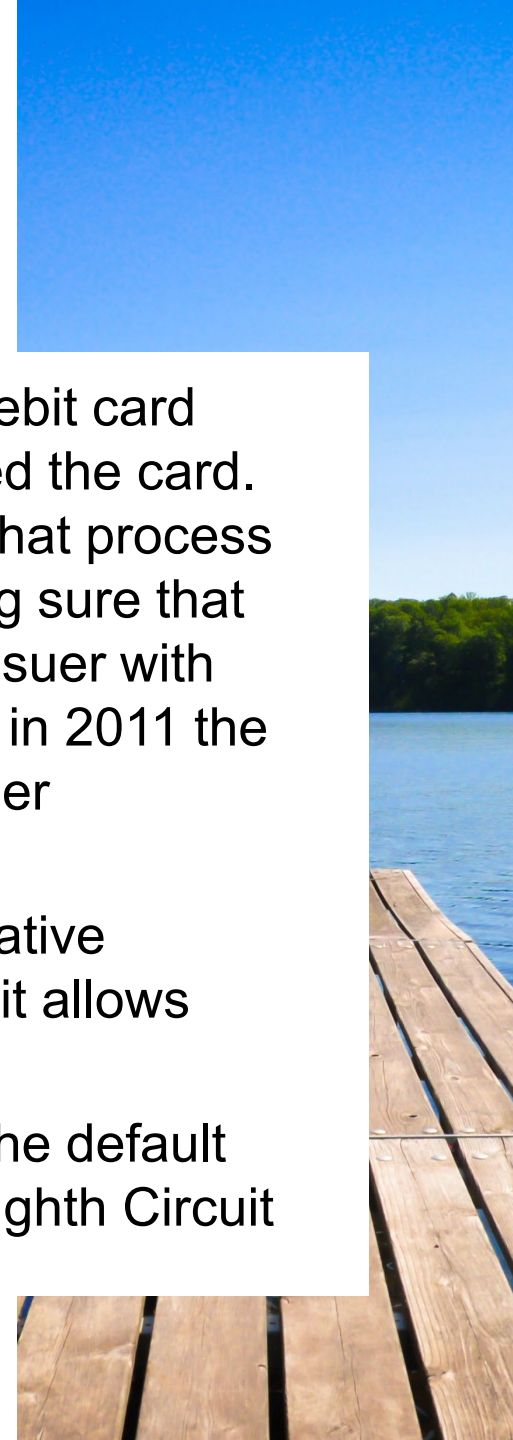 ebit card
ed the card.
hat process
g sure that
suer with
in 2011 the
er
ative
it allows
he default
ghth Circuit